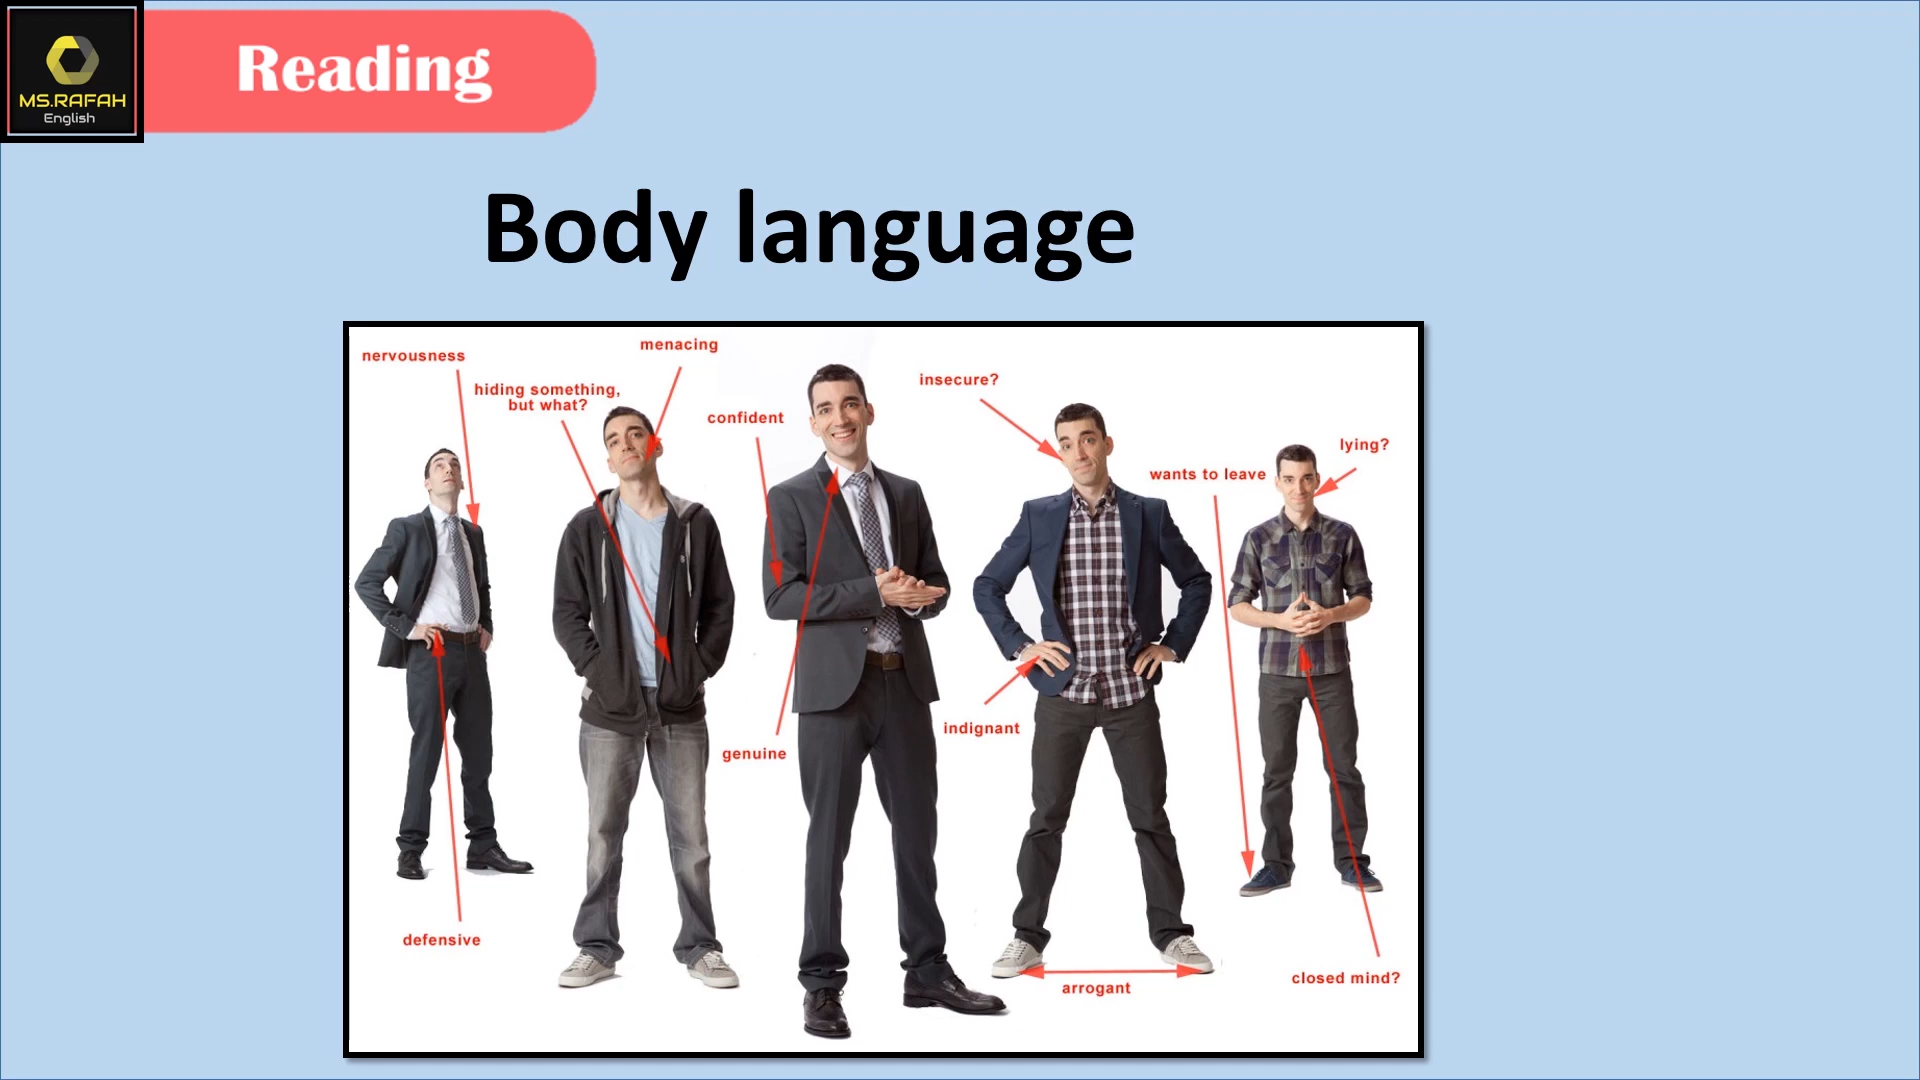 MS.RAFAH
English
Reading
Body language
nervousness
menacing
hiding something,
but what?
confident
insecure?
lying?
wants to leave
indignant
genuine
defensive
arrogant
closed mind?